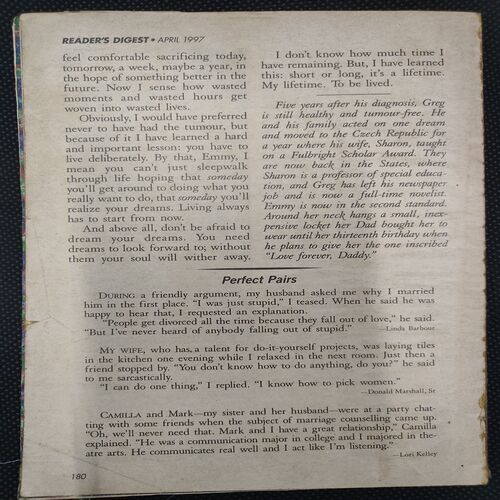 READER'S DIGEST • APRIL 1997
feel comfortable sacrificing today,
tomorrow, a week, maybe a year, in
the hope of something better in the
future. Now I sense how wasted
moments and wasted hours get
woven into wasted lives.
Obviously, I would have preferred
never to have had the tumour, but
because of it I have learned a hard
and important lesson: you have to
live deliberately. By that, Emmy, I
mean you can't just sleepwalk
through life hoping that someday
you'll get around to doing what you
really want to do, that someday you'll
realize your dreams. Living always
has to start from now.
And above all, don't be afraid to
dream your dreams. You need
dreams to look forward to; without
them your soul will wither away.
I don't know how much time I
have remaining. But, I have learned
this: short or long, it's a lifetime.
My lifetime. To be lived.
Five years after his diagnosis, Greg
is still healthy and tumour-free. He
and his family acted on one dream
and moved to the Czech Republic for
a year where his wife, Sharon, taught
on a Fulbright Scholar Award. They
are now back in the States, where
Sharon is a professor of special educa-
tion, and Greg has left his newspaper
job and is now a full-time novelist.
Emmy is now in the second standard.
Around her neck hangs a small, inex-
pensive locket her Dad bought her to
wear until her thirteenth birthday when
he plans to give her the one inscribed
"Love forever, Daddy."
Perfect Pairs
DURING a friendly argument, my husband asked me why I married
him in the first place. "I was just stupid," I teased. When he said he was
happy to hear that, I requested an explanation.
"People get divorced all the time because they fall out of love," he said.
"But I've never heard of anybody falling out of stupid." —Linda Barbour
MY WIFE, who has a talent for do-it-yourself projects, was laying tiles
in the kitchen one evening while I relaxed in the next room. Just then a
friend stopped by. "You don't know how to do anything, do you?" he said
to me sarcastically.
"I can do one thing," I replied. "I know how to pick women."
—Donald Marshall, Sr
CAMILLA and Mark—my sister and her husband—were at a party chat-
ting with some friends when the subject of marriage counselling came up.
"Oh, we'll never need that. Mark and I have a great relationship," Camilla
explained. "He was a communication major in college and I majored in the-
atre arts. He communicates real well and I act like I'm listening."
—Lori Kelley
180